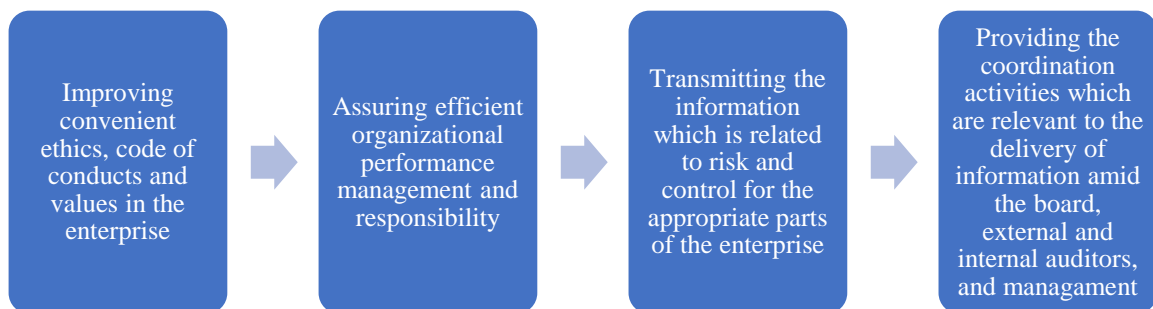 Improving
convenient
ethics, code of
conducts and
values in the
enterprise
Assuring efficient
organizational
performance
management and
responsibility
Transmitting the
information
which is related
to risk and
control for the
appropriate parts
of the enterprise
Providing the
coordination
activities which
are relevant to the
delivery of
information amid
the board,
external and
internal auditors,
and managament